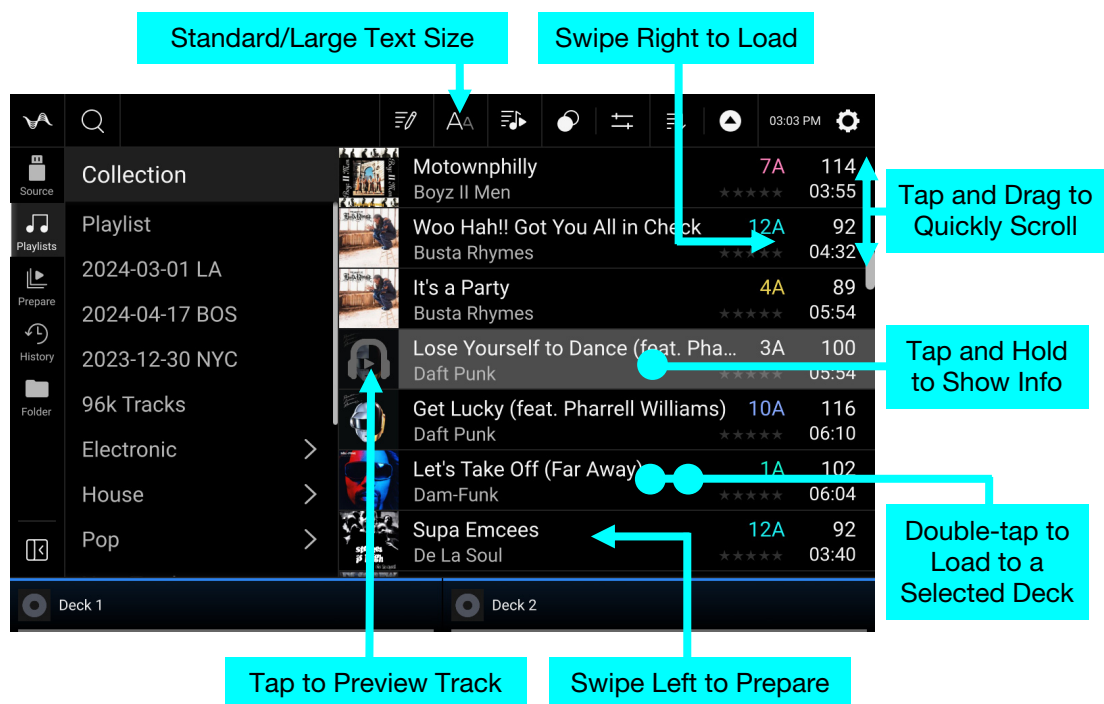 Standard/Large Text Size
Swipe Right to Load
AA
03:03 PM
Source
Playlists
Prepare
History
Folder
Collection
Playlist
2024-03-01 LA
2024-04-17 BOS
2023-12-30 NYC
96k Tracks
Electronic
House
Pop
Motownphilly 7A 114
Boyz II Men 03:55
Woo Hah!! Got You All in Check 12A 92
Busta Rhymes 04:32
It's a Party 4A 89
Busta Rhymes 05:54
Lose Yourself to Dance (feat. Pha... 3A 100
Daft Punk 05:54
Get Lucky (feat. Pharrell Williams) 10A 116
Daft Punk 06:10
Let's Take Off (Far Away) 1A 102
Dam-Funk 06:04
Supa Emcees 12A 92
De La Soul 03:40
Tap and Drag to
Quickly Scroll
Tap and Hold
to Show Info
Double-tap to
Load to a
Selected Deck
Deck 1
Deck 2
Tap to Preview Track
Swipe Left to Prepare